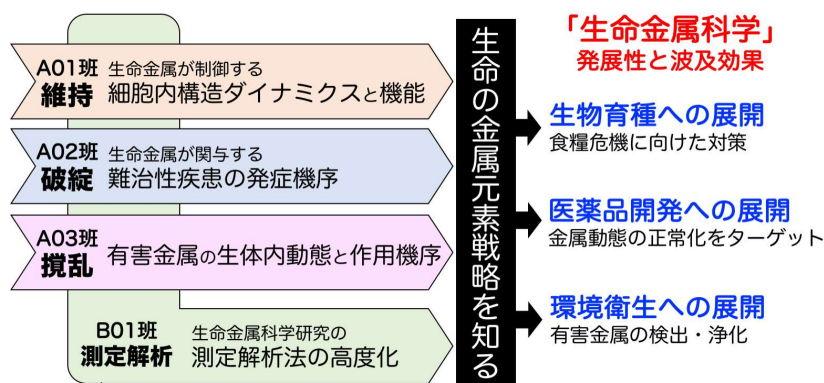 A01班 生命金属が制御する
維持 細胞内構造ダイナミクスと機能
A02班 生命金属が関与する
破綻 難治性疾患の発症機序
A03班
撹乱 有害金属の生体内動態と作用機序
B01班 生命金属科学研究の
測定解析 測定解析法の高度化
生命の金属元素戦略を知る
「生命金属科学」
発展性と波及効果
生物育種への展開
食糧危機に向けた対策
医薬品開発への展開
金属動態の正常化をターゲット
環境衛生への展開
有害金属の検出・浄化